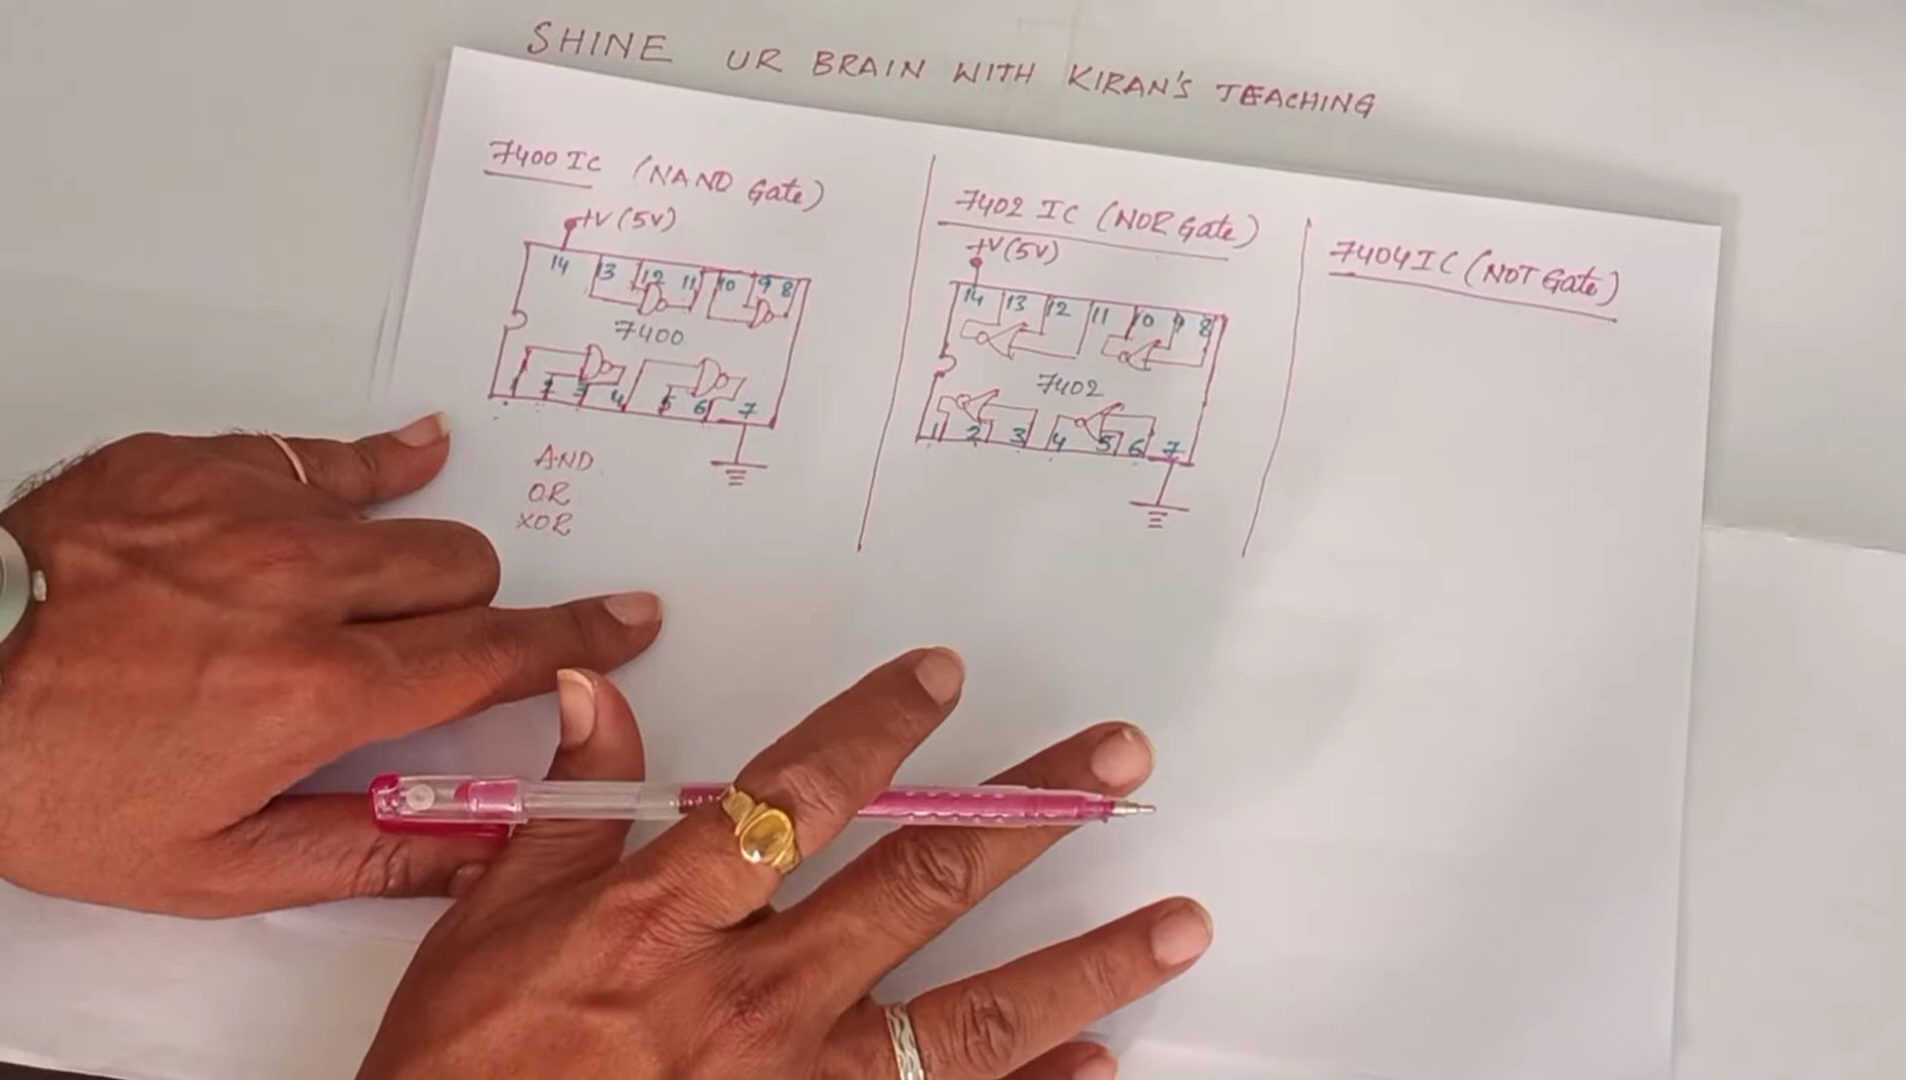 SHINE UR BRAIN WITH KIRAN'S TEACHING
7400 IC (NAND Gate)
+V (5V)
14 13 12 11 10 9 8
7400
1 2 3 4 5 6 7
AND
OR
XOR
7402 IC (NOR Gate)
+V (5V)
14 13 12 11 10 9 8
7402
1 2 3 4 5 6 7
7404 IC (NOT Gate)